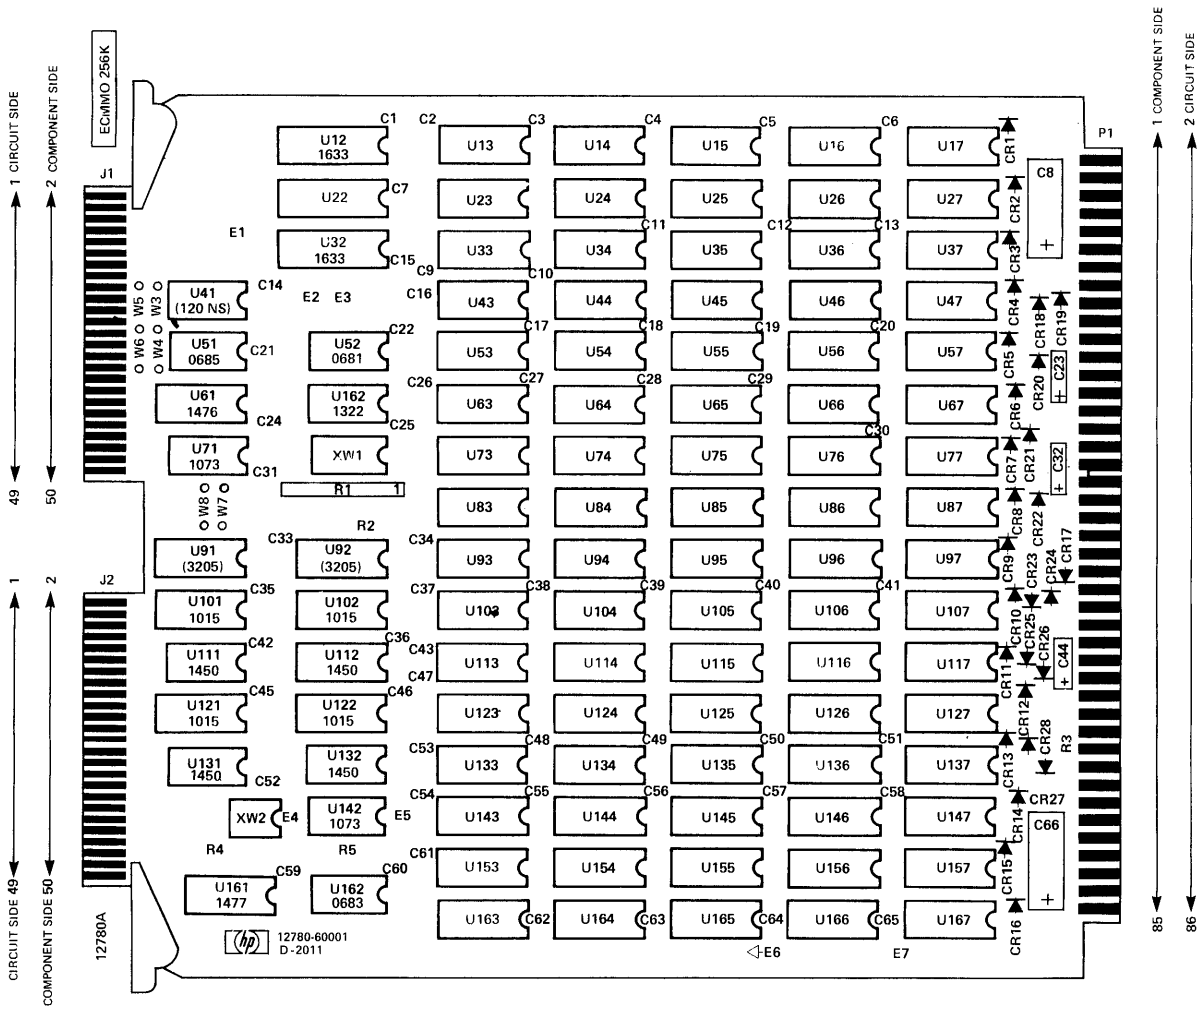 ECMMO 256K
1 CIRCUIT SIDE
2 COMPONENT SIDE
1 COMPONENT SIDE
2 CIRCUIT SIDE
J1
P1
C1 C2 C3 C4 C5 C6
U12
1633
U13 U14 U15 U16 U17
CR1
C8
+
U22
C7
U23 U24 U25 U26 U27
CR2
E1
U32
1633
C15
C9
C10
C11 C12 C13
U33 U34 U35 U36 U37
CR3
W5 W3
U41
(120 NS)
C14
E2 E3
C16
U43 U44 U45 U46 U47
CR4
CR18 CR19
W6 W4
U51
0685
C21
U52
0681
C22
C17 C18 C19 C20
U53 U54 U55 U56 U57
CR5
CR20
C23
+
U61
1476
C24
U162
1322
C26
C27 C28 C29
U63 U64 U65 U66 U67
CR6
U71
1073
C31
XW1
C25
C30
U73 U74 U75 U76 U77
CR7
CR21
C32
+
49
50
W8 W7
R1 1
R2
U83 U84 U85 U86 U87
CR8
CR22
CR17
U91
(3205)
C33
U92
(3205)
C34
U93 U94 U95 U96 U97
CR9
CR23
CR24
1
2
J2
U101
1015
C35
U102
1015
C37
C38 C39 C40 C41
U103 U104 U105 U106 U107
CR10
CR25
CR26
U111
1450
C42
U112
1450
C36
C43
C47
U113 U114 U115 U116 U117
CR11
C44
+
U121
1015
C45
U122
1015
C46
U123 U124 U125 U126 U127
CR12
CR28
R3
U131
1450
C52
U132
1450
C53
C48 C49 C50 C51
U133 U134 U135 U136 U137
CR13
XW2
E4
U142
1073
E5
C54
C55 C56 C57 C58
U143 U144 U145 U146 U147
CR14
CR27
C66
+
R4
R5
C61
U153 U154 U155 U156 U157
CR15
U161
1477
C59
U162
0683
C60
U163 C62 U164 C63 U165 C64 U166 C65 U167
CR16
hp
12780-60001
D-2011
E6
E7
12780A
CIRCUIT SIDE 49
COMPONENT SIDE 50
85
86